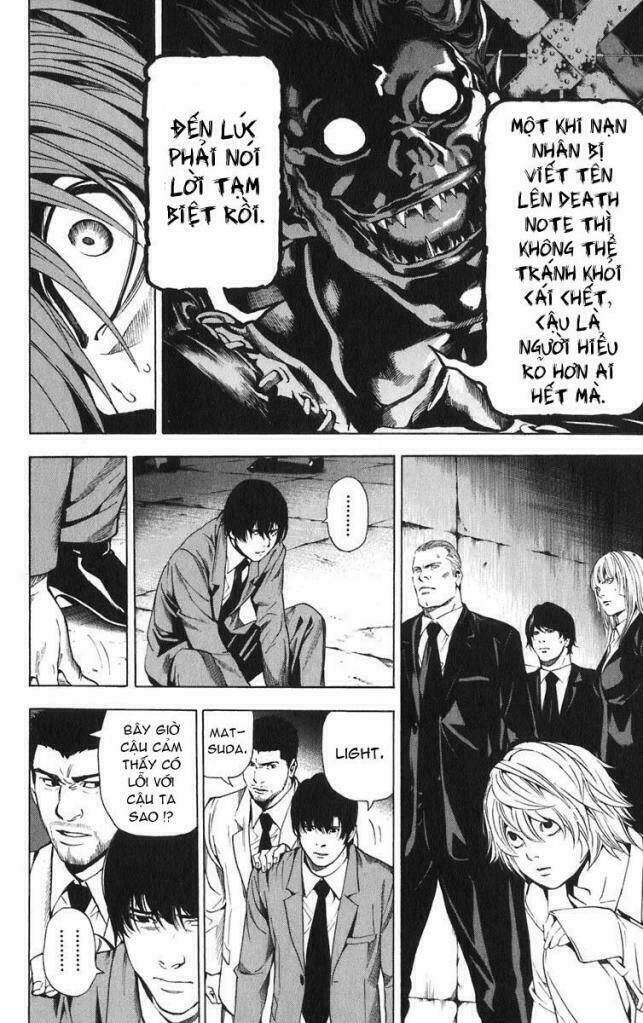 MỘT KHI NẠN
NHÂN BỊ
VIẾT TÊN
LÊN DEATH
NOTE THÌ
KHÔNG THỂ
TRÁNH KHỎI
CÁI CHẾT,
CẬU LÀ
NGƯỜI HIỂU
RÕ HƠN AI
HẾT MÀ.
ĐẾN LÚC
PHẢI NÓI
LỜI TẠM
BIỆT RỒI.
........
LIGHT.
MAT-
SUDA.
BÂY GIỜ
CẬU CẢM
THẤY CÓ
LỖI VỚI
CẬU TA
SAO !?
........